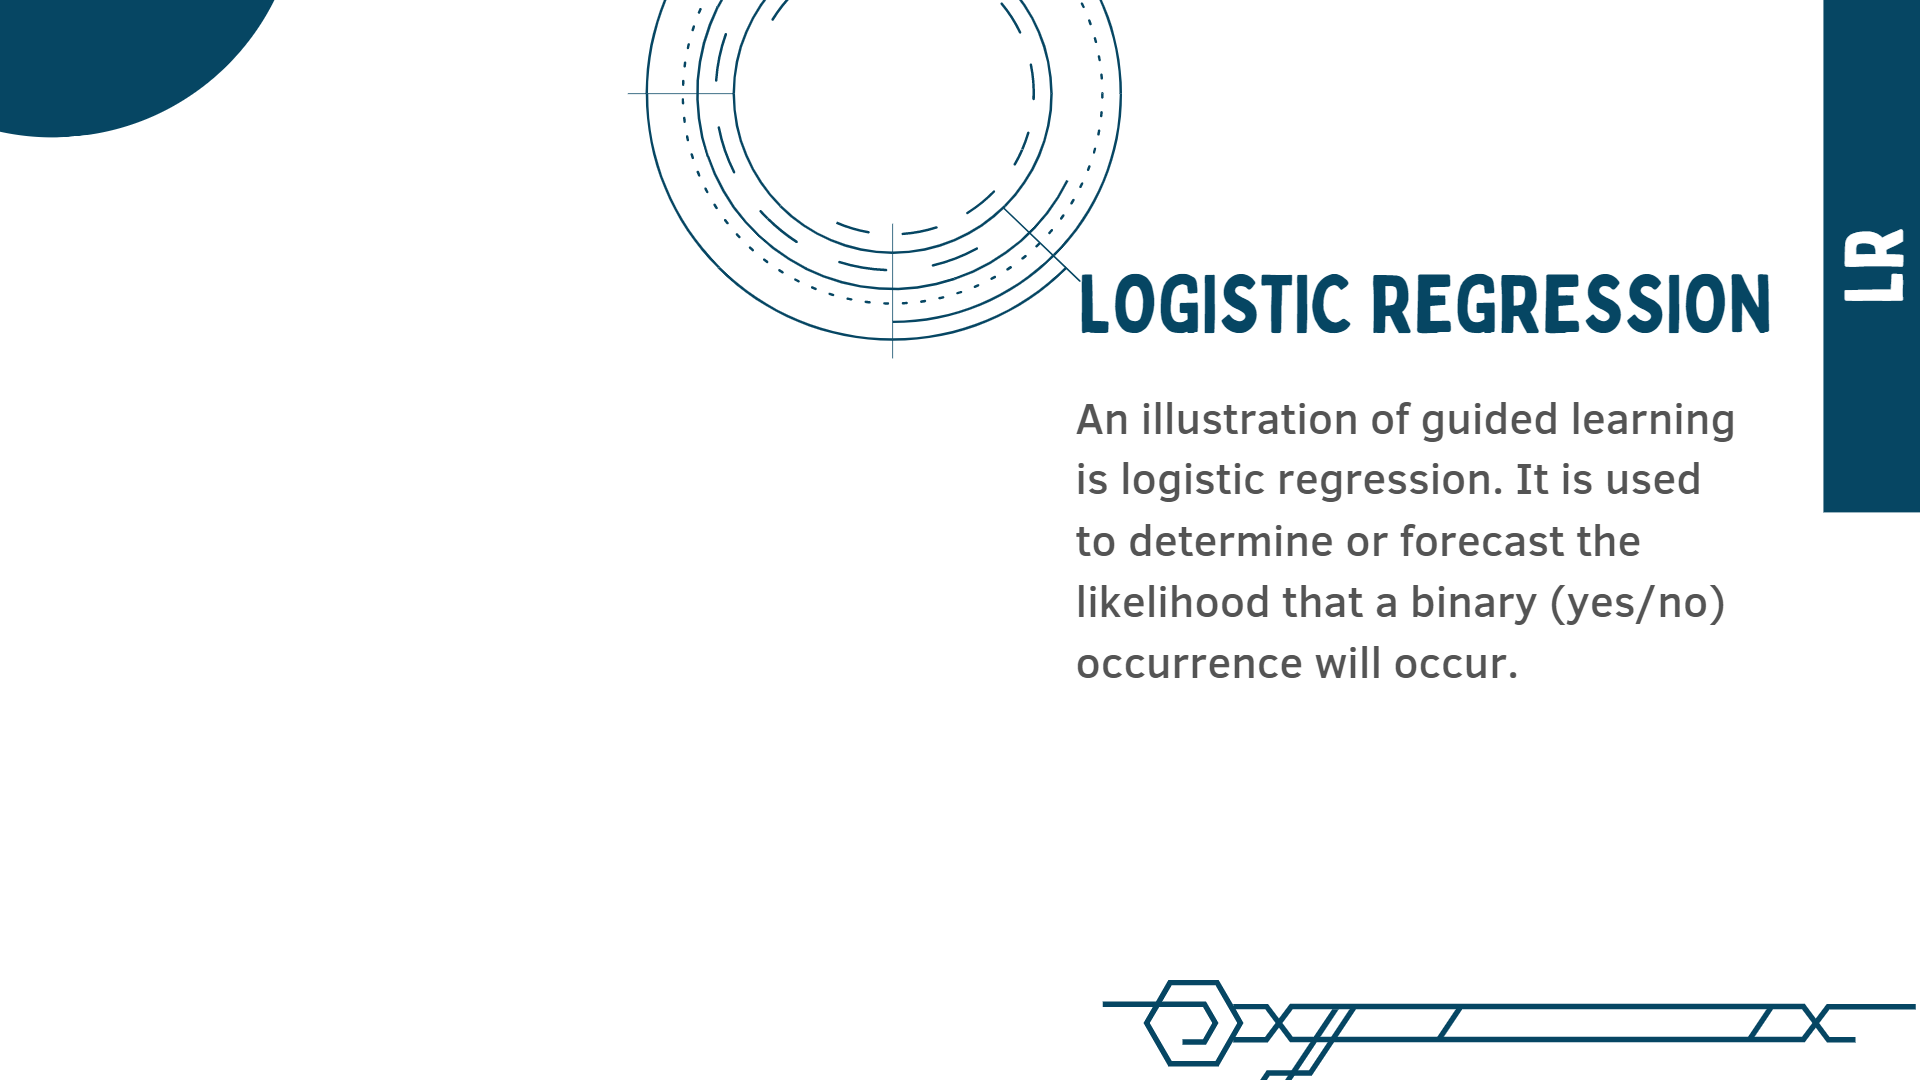 LOGISTIC REGRESSION
LR
An illustration of guided learning
is logistic regression. It is used
to determine or forecast the
likelihood that a binary (yes/no)
occurrence will occur.